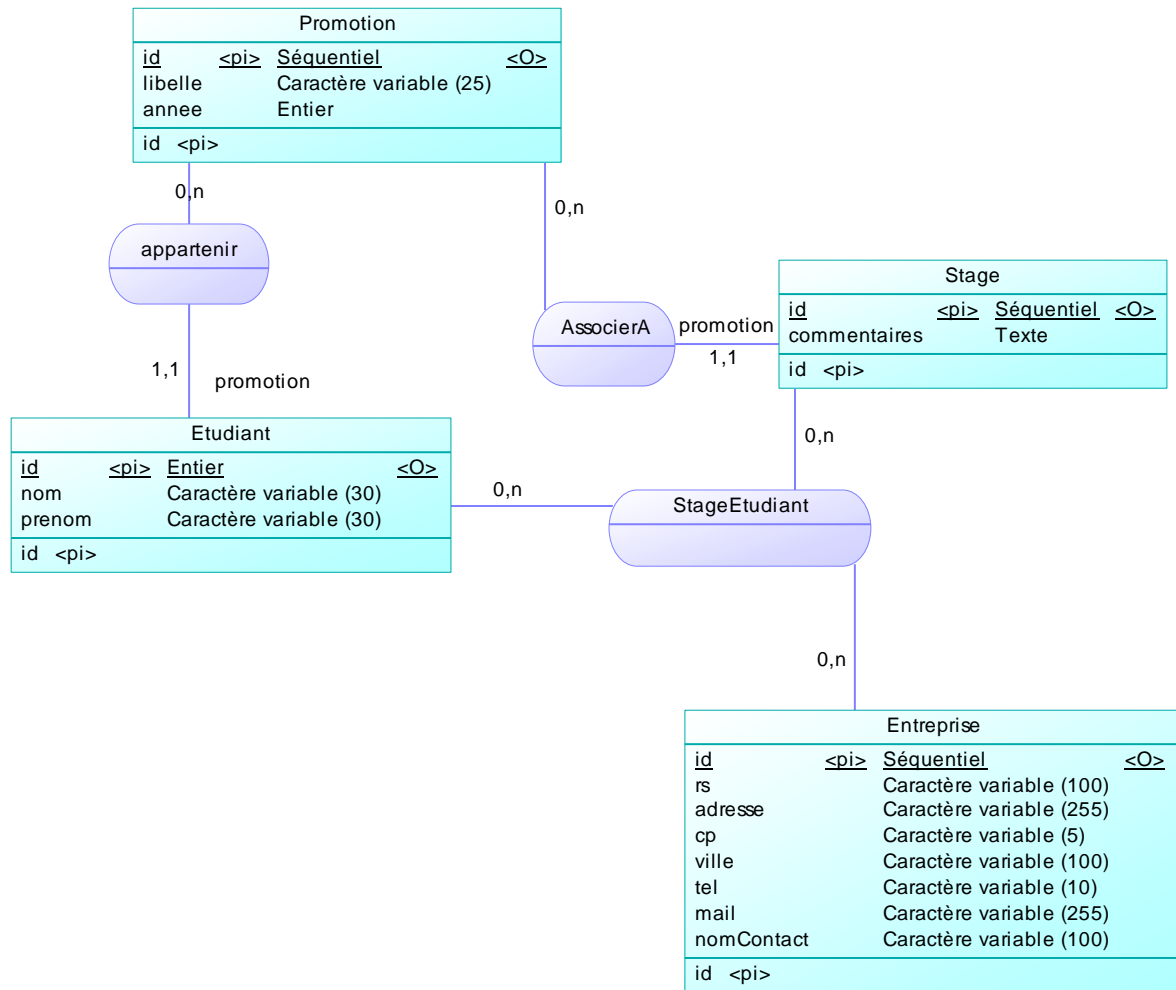 Promotion
id <pi> Séquentiel <O>
libelle Caractère variable (25)
annee Entier
id <pi>
0,n
appartenir
1,1
promotion
0,n
AssocierA
promotion
1,1
Stage
id <pi> Séquentiel <O>
commentaires Texte
id <pi>
0,n
Etudiant
id <pi> Entier <O>
nom Caractère variable (30)
prenom Caractère variable (30)
id <pi>
0,n
StageEtudiant
0,n
Entreprise
id <pi> Séquentiel <O>
rs Caractère variable (100)
adresse Caractère variable (255)
cp Caractère variable (5)
ville Caractère variable (100)
tel Caractère variable (10)
mail Caractère variable (255)
nomContact Caractère variable (100)
id <pi>